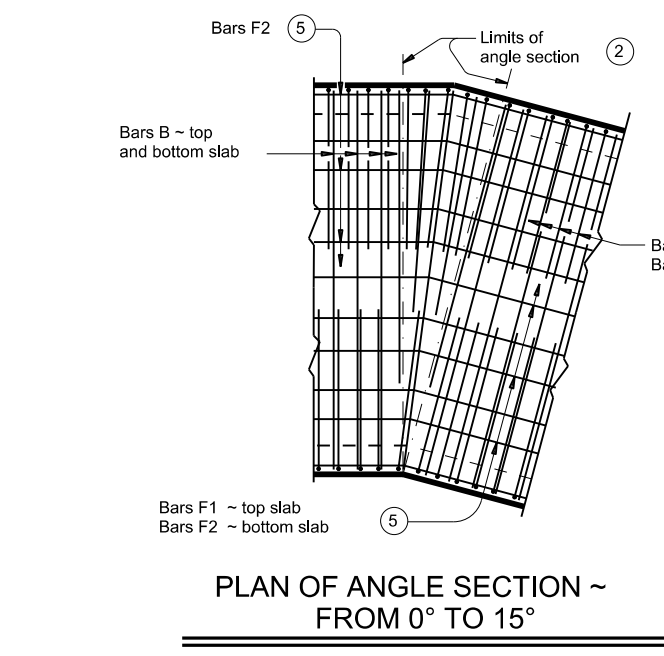 Bars F2
5
Limits of
angle section
2
Bars B ~ top
and bottom slab
Bars F1 ~ top slab
Bars F2 ~ bottom slab
5
PLAN OF ANGLE SECTION ~
FROM 0° TO 15°